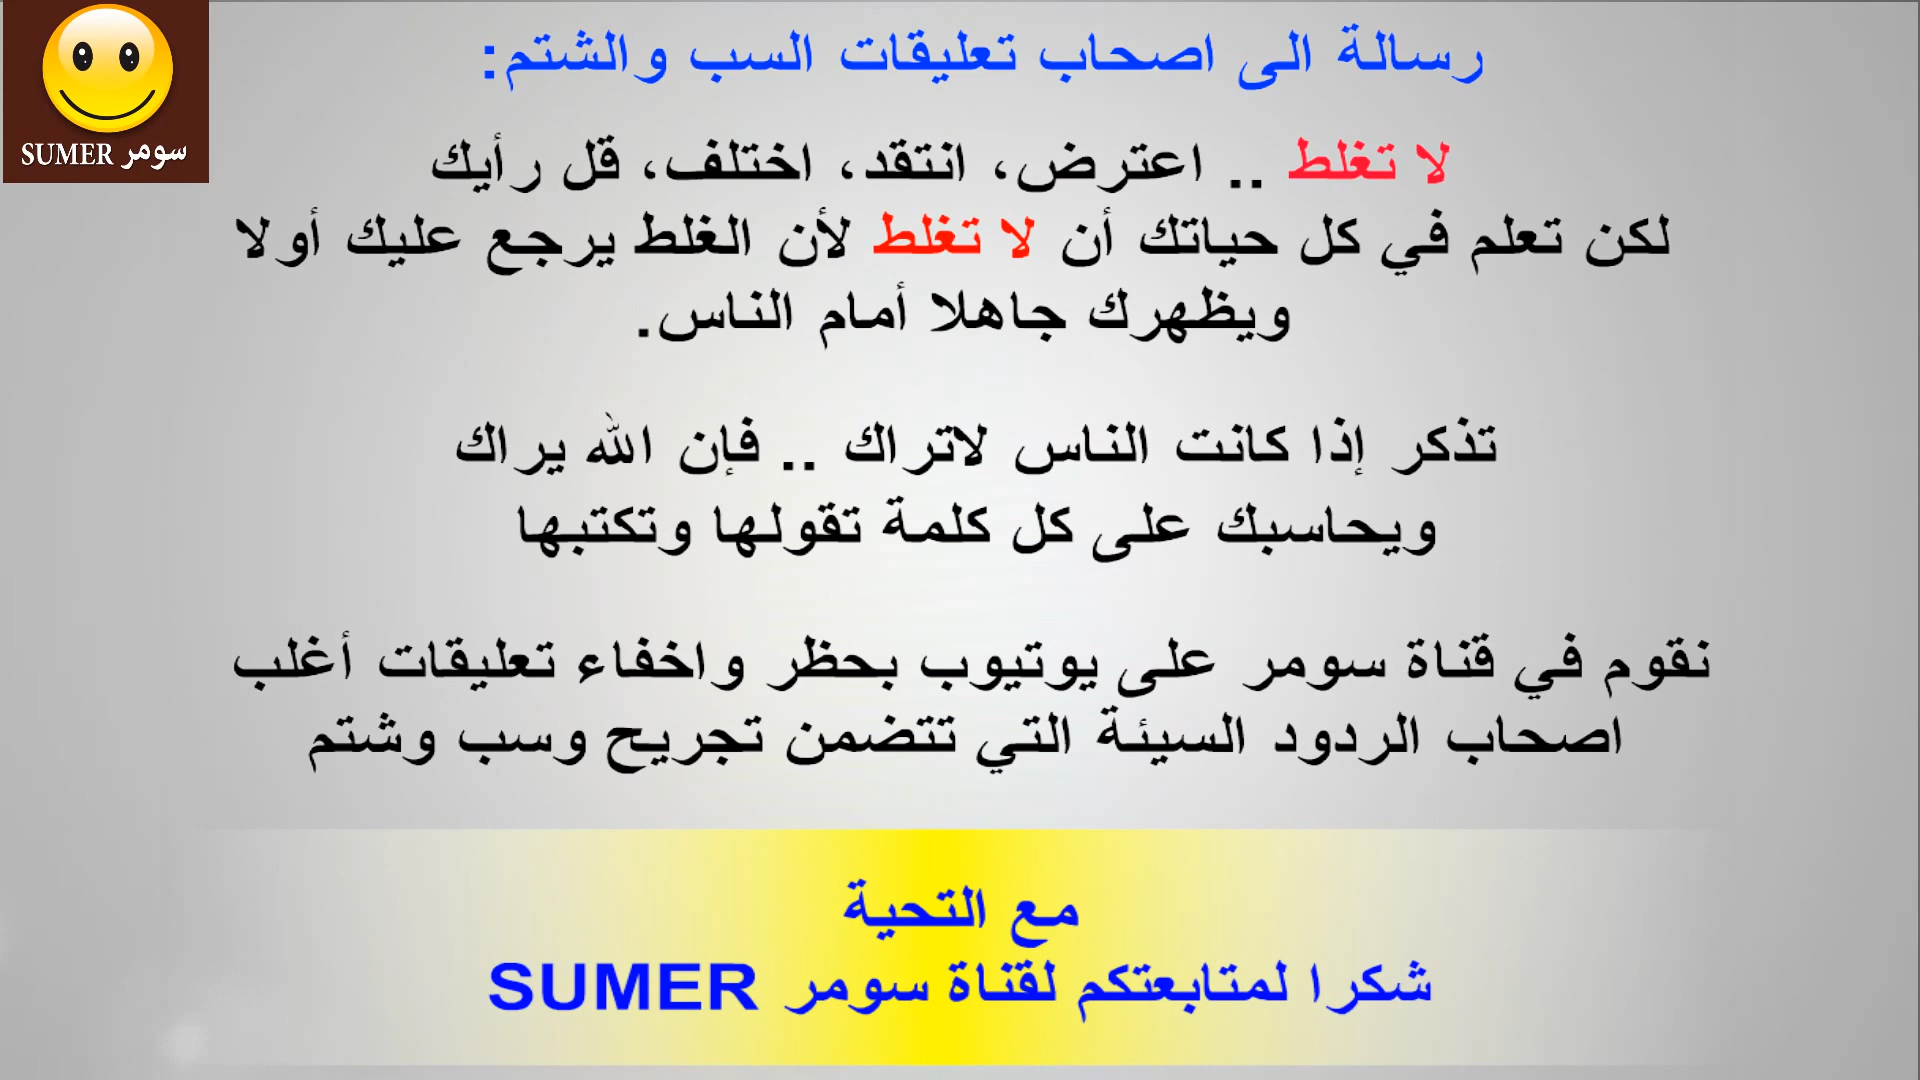 سومر SUMER
رسالة الى اصحاب تعليقات السب والشتم:
لا تغلط .. اعترض، انتقد، اختلف، قل رأيك
لكن تعلم في كل حياتك أن لا تغلط لأن الغلط يرجع عليك أولا
ويظهرك جاهلا أمام الناس.
تذكر إذا كانت الناس لاتراك .. فإن الله يراك
ويحاسبك على كل كلمة تقولها وتكتبها
نقوم في قناة سومر على يوتيوب بحظر واخفاء تعليقات أغلب
اصحاب الردود السيئة التي تتضمن تجريح وسب وشتم
مع التحية
شكرا لمتابعتكم لقناة سومر SUMER